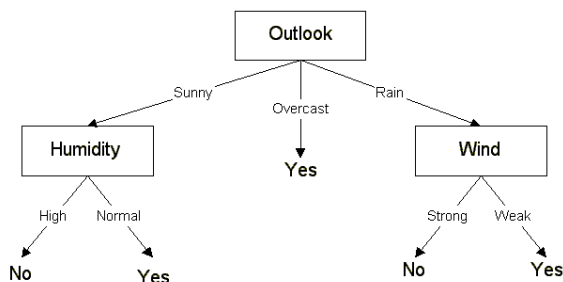 Outlook
Sunny
Overcast
Rain
Humidity
Yes
Wind
High
Normal
Strong
Weak
No
Yes
No
Yes